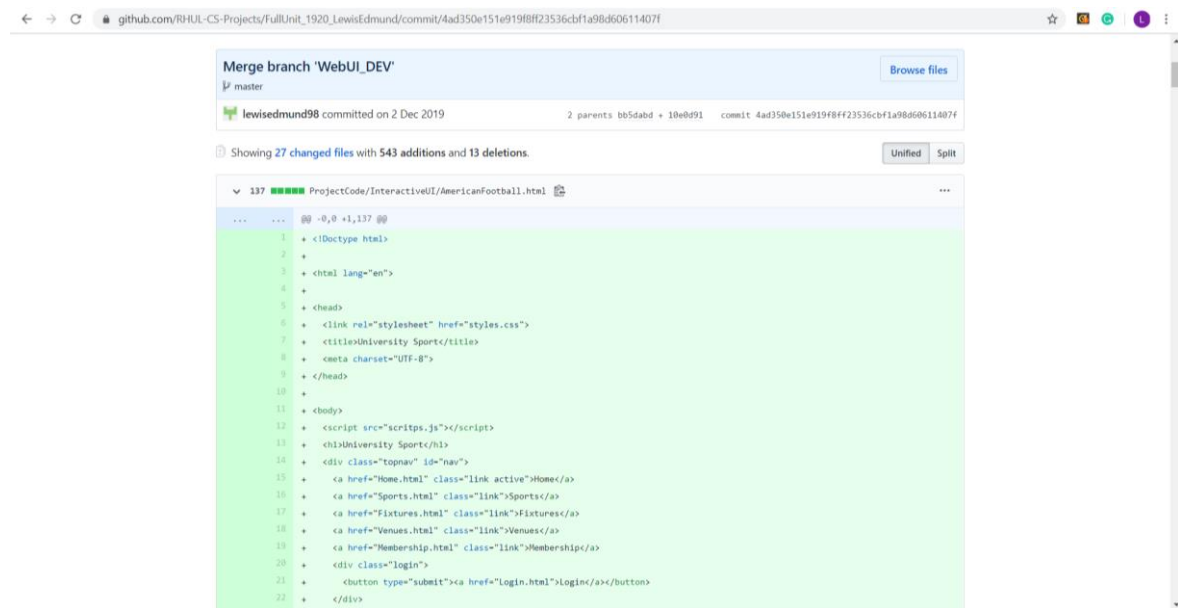 github.com/RHUL-CS-Projects/FullUnit_1920_LewisEdmund/commit/4ad350e151e919f8ff23536cbf1a98d60611407f
L
Merge branch 'WebUI_DEV'
Browse files
master
lewisedmund98 committed on 2 Dec 2019
2 parents bb5dabd + 10e0d91 commit 4ad350e151e919f8ff23536cbf1a98d60611407f
Showing 27 changed files with 543 additions and 13 deletions.
Unified Split
137 ProjectCode/InteractiveUI/AmericanFootball.html
... ... @@ -0,0 +1,137 @@
1 + <!Doctype html>
2 +
3 + <html lang="en">
4 +
5 + <head>
6 + <link rel="stylesheet" href="styles.css">
7 + <title>University Sport</title>
8 + <meta charset="UTF-8">
9 + </head>
10 +
11 + <body>
12 + <script src="scritps.js"></script>
13 + <h1>University Sport</h1>
14 + <div class="topnav" id="nav">
15 + <a href="Home.html" class="link active">Home</a>
16 + <a href="Sports.html" class="link">Sports</a>
17 + <a href="Fixtures.html" class="link">Fixtures</a>
18 + <a href="Venues.html" class="link">Venues</a>
19 + <a href="Membership.html" class="link">Membership</a>
20 + <div class="login">
21 + <button type="submit"><a href="Login.html">Login</a></button>
22 + </div>